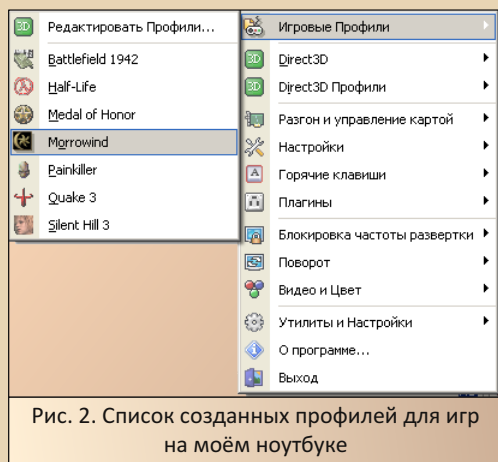 Редактировать Профили...
Battlefield 1942
Half-Life
Medal of Honor
Morrowind
Painkiller
Quake 3
Silent Hill 3
Игровые Профили
Direct3D
Direct3D Профили
Разгон и управление картой
Настройки
Горячие клавиши
Плагины
Блокировка частоты развертки
Поворот
Видео и Цвет
Утилиты и Настройки
О программе...
Выход
Рис. 2. Список созданных профилей для игр
на моём ноутбуке